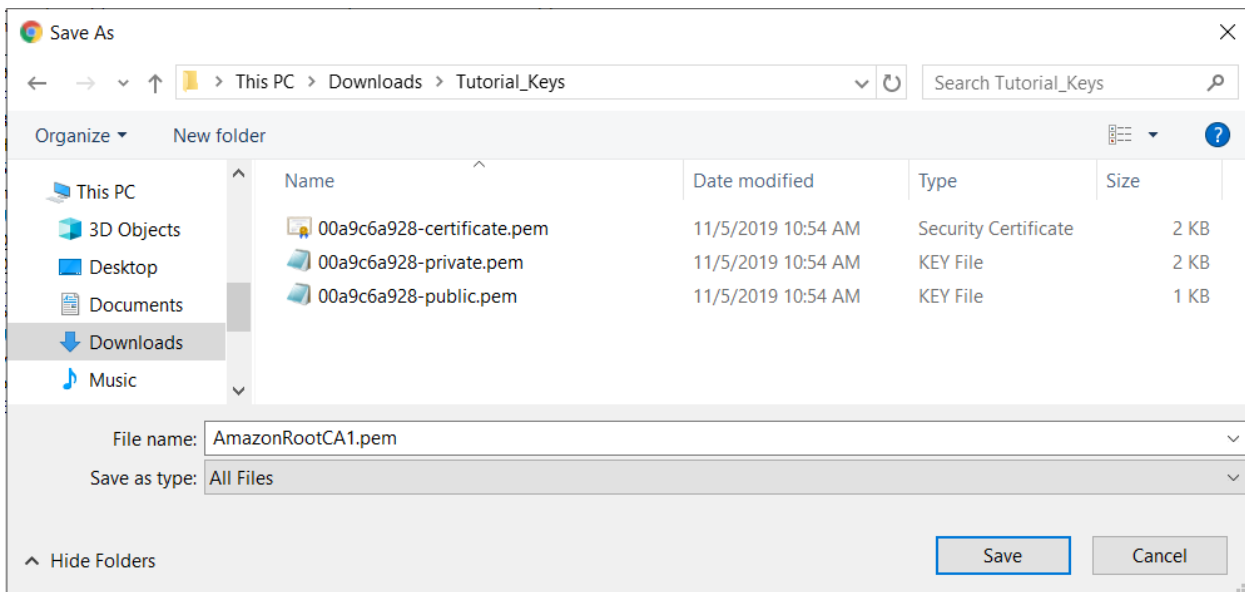 Save As
This PC > Downloads > Tutorial_Keys
Search Tutorial_Keys
Organize
New folder
?
This PC
3D Objects
Desktop
Documents
Downloads
Music
Name Date modified Type Size
00a9c6a928-certificate.pem 11/5/2019 10:54 AM Security Certificate 2 KB
00a9c6a928-private.pem 11/5/2019 10:54 AM KEY File 2 KB
00a9c6a928-public.pem 11/5/2019 10:54 AM KEY File 1 KB
File name: AmazonRootCA1.pem
Save as type: All Files
Hide Folders
Save
Cancel